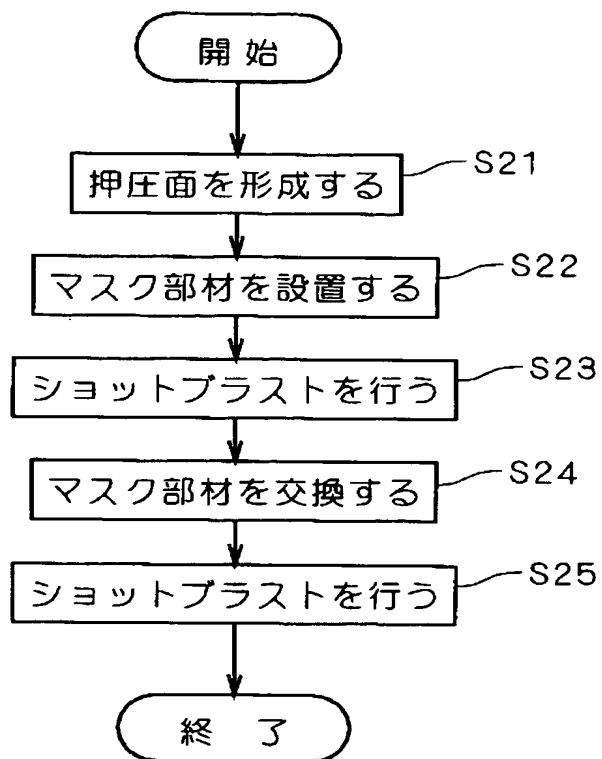 開始
押圧面を形成する S21
マスク部材を設置する S22
ショットブラストを行う S23
マスク部材を交換する S24
ショットブラストを行う S25
終了